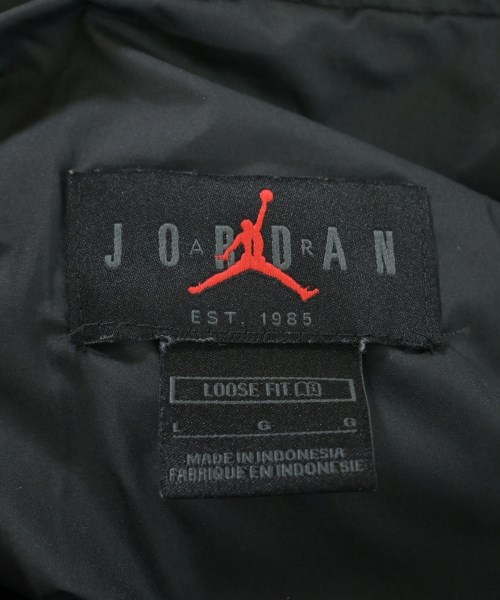 JORDAN
AIR
EST. 1985
LOOSE FIT
L G G
MADE IN INDONESIA
FABRIQUE EN INDONESIE